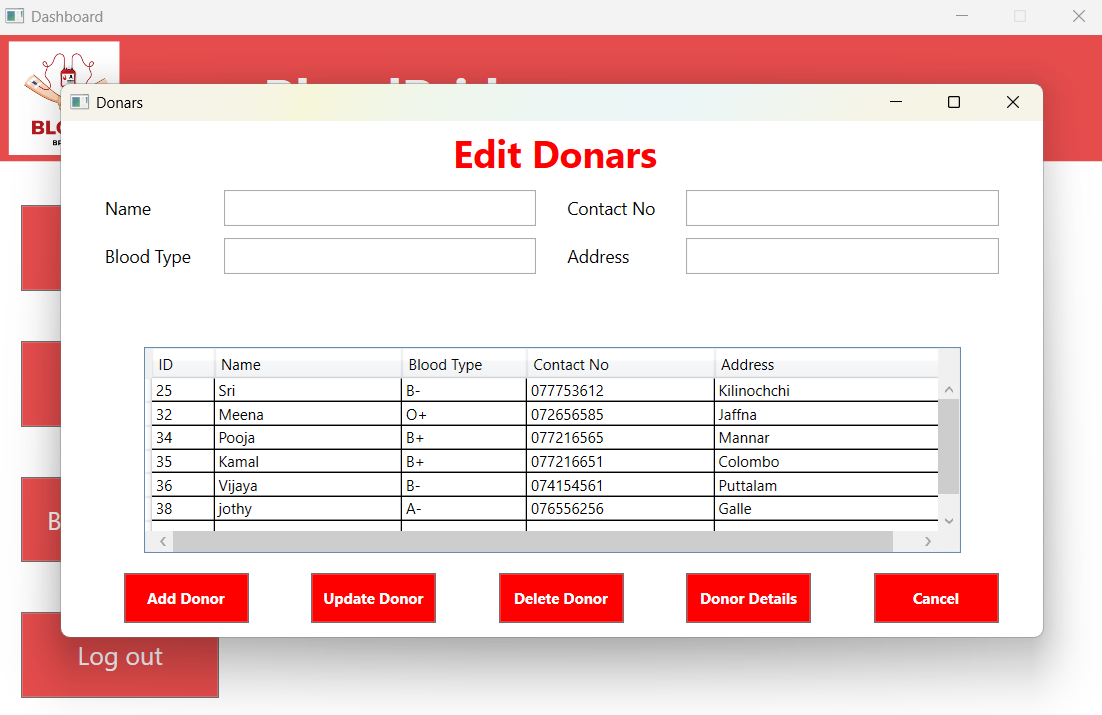 Dashboard
Donars
Edit Donars
Name
Contact No
Blood Type
Address
ID Name Blood Type Contact No Address
25 Sri B- 077753612 Kilinochchi
32 Meena O+ 072656585 Jaffna
34 Pooja B+ 077216565 Mannar
35 Kamal B+ 077216651 Colombo
36 Vijaya B- 074154561 Puttalam
38 jothy A- 076556256 Galle
Add Donor
Update Donor
Delete Donor
Donor Details
Cancel
Log out